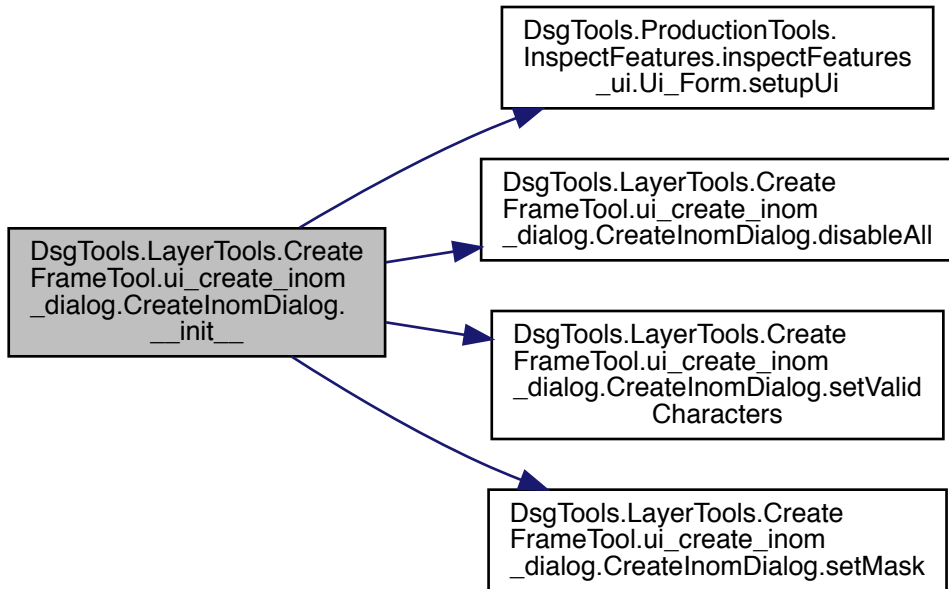 DsgTools.ProductionTools.
InspectFeatures.inspectFeatures
_ui.Ui_Form.setupUi
DsgTools.LayerTools.Create
FrameTool.ui_create_inom
_dialog.CreateInomDialog.disableAll
DsgTools.LayerTools.Create
FrameTool.ui_create_inom
_dialog.CreateInomDialog.
__init__
DsgTools.LayerTools.Create
FrameTool.ui_create_inom
_dialog.CreateInomDialog.setValid
Characters
DsgTools.LayerTools.Create
FrameTool.ui_create_inom
_dialog.CreateInomDialog.setMask